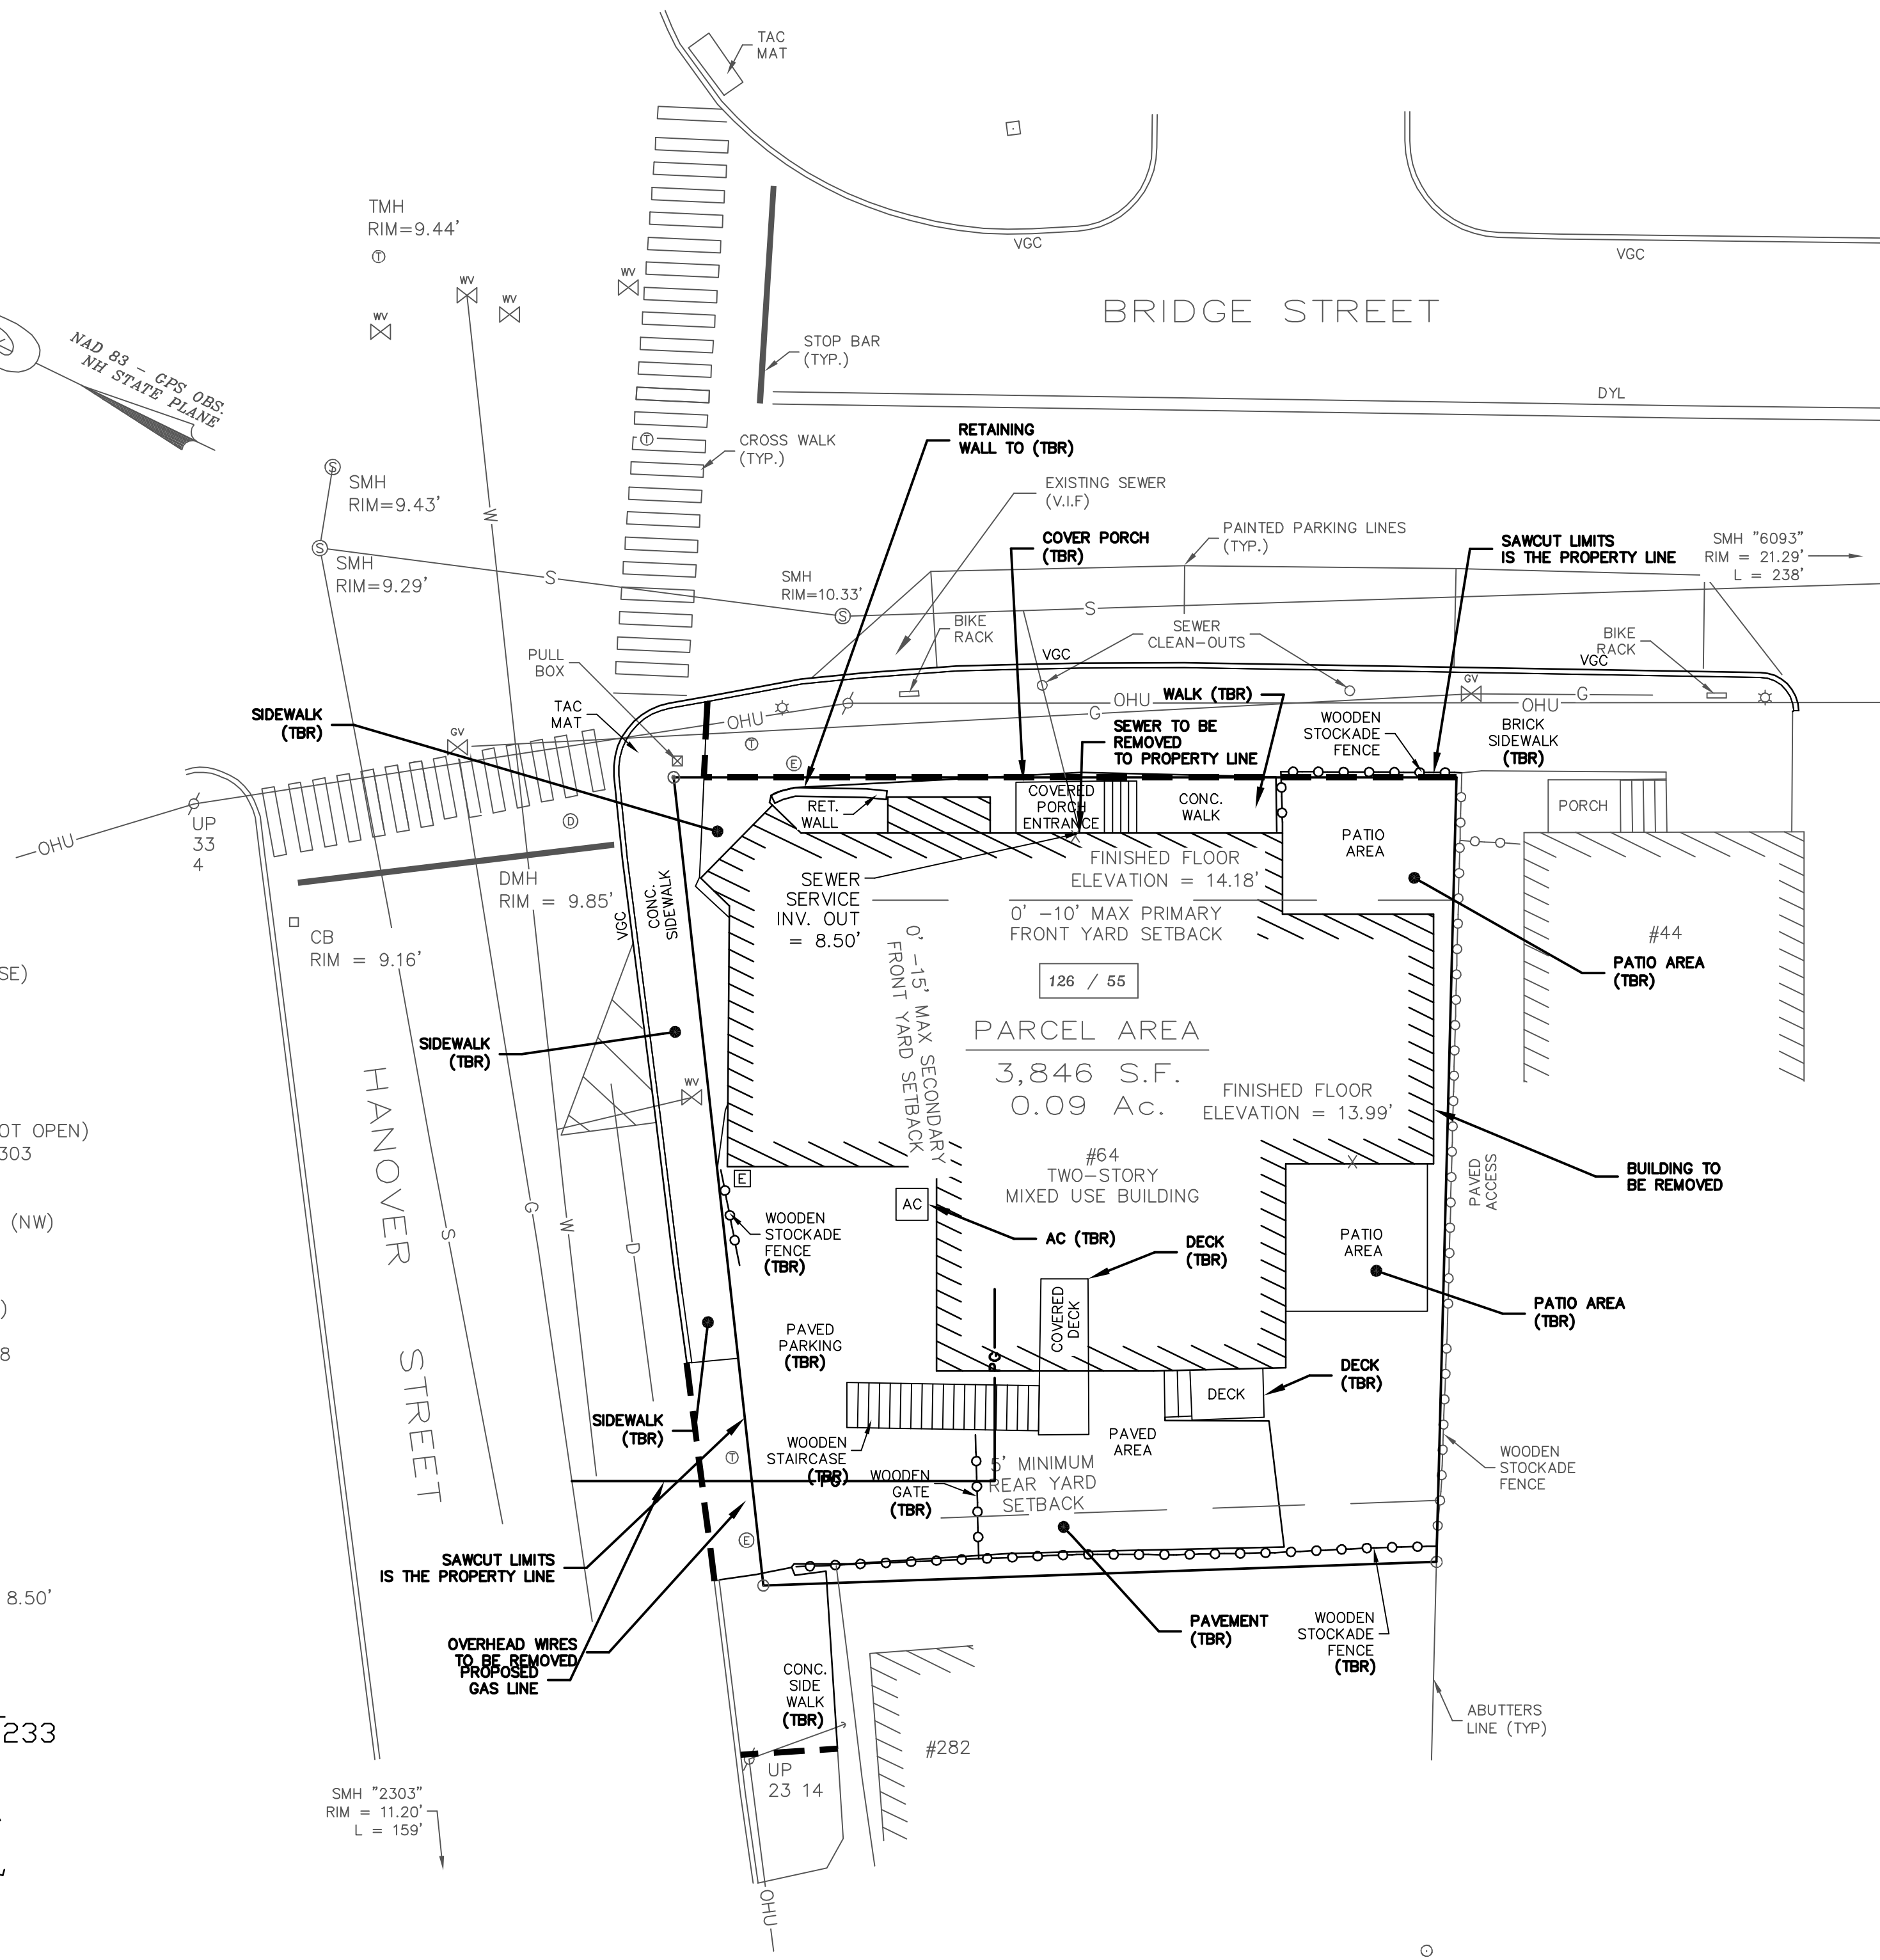 TAC
MAT
TMH
RIM=9.44'
T
WV
WV
WV
WV
VGC
VGC
BRIDGE STREET
NAD 83 - GPS OBS.
NH STATE PLANE
STOP BAR
(TYP.)
DYL
RETAINING
WALL TO (TBR)
T
CROSS WALK
(TYP.)
S
SMH
RIM=9.43'
W
EXISTING SEWER
(V.I.F)
PAINTED PARKING LINES
(TYP.)
COVER PORCH
(TBR)
SAWCUT LIMITS
IS THE PROPERTY LINE
SMH "6093"
RIM = 21.29'
L = 238'
S
SMH
RIM=9.29'
S
SMH
RIM=10.33'
S
S
BIKE
RACK
SEWER
CLEAN-OUTS
BIKE
RACK
PULL
BOX
VGC
VGC
WALK (TBR)
GV
G
OHU
OHU
OHU
G
TAC
MAT
SIDEWALK
(TBR)
GV
T
E
SEWER TO BE
REMOVED
TO PROPERTY LINE
WOODEN
STOCKADE
FENCE
BRICK
SIDEWALK
(TBR)
OHU
UP
33
4
D
RET.
WALL
COVERED
PORCH
ENTRANCE
CONC.
WALK
PATIO
AREA
PORCH
DMH
RIM = 9.85'
VGC
CONC.
SIDEWALK
SEWER
SERVICE
INV. OUT
= 8.50'
FINISHED FLOOR
ELEVATION = 14.18'
0' -10' MAX PRIMARY
FRONT YARD SETBACK
#44
PATIO AREA
(TBR)
CB
RIM = 9.16'
SE)
0' -15' MAX SECONDARY
FRONT YARD SETBACK
126 / 55
PARCEL AREA
3,846 S.F.
0.09 Ac.
SIDEWALK
(TBR)
WV
FINISHED FLOOR
ELEVATION = 13.99'
OT OPEN)
303
HANOVER STREET
#64
TWO-STORY
MIXED USE BUILDING
X
PAVED
ACCESS
BUILDING TO
BE REMOVED
E
AC
AC (TBR)
(NW)
S
G
W
D
WOODEN
STOCKADE
FENCE
(TBR)
DECK
(TBR)
PATIO
AREA
PATIO AREA
(TBR)
)
8
PAVED
PARKING
(TBR)
COVERED
DECK
PG
DECK
DECK
(TBR)
SIDEWALK
(TBR)
T
WOODEN
STAIRCASE
(TBR)
PG
WOODEN
GATE
(TBR)
PAVED
AREA
5' MINIMUM
REAR YARD
SETBACK
WOODEN
STOCKADE
FENCE
E
SAWCUT LIMITS
IS THE PROPERTY LINE
8.50'
OVERHEAD WIRES
TO BE REMOVED
PROPOSED
GAS LINE
PAVEMENT
(TBR)
WOODEN
STOCKADE
FENCE
(TBR)
CONC.
SIDE
WALK
(TBR)
ABUTTERS
LINE (TYP)
233
#282
UP
23 14
SMH "2303"
RIM = 11.20'
L = 159'
OHU